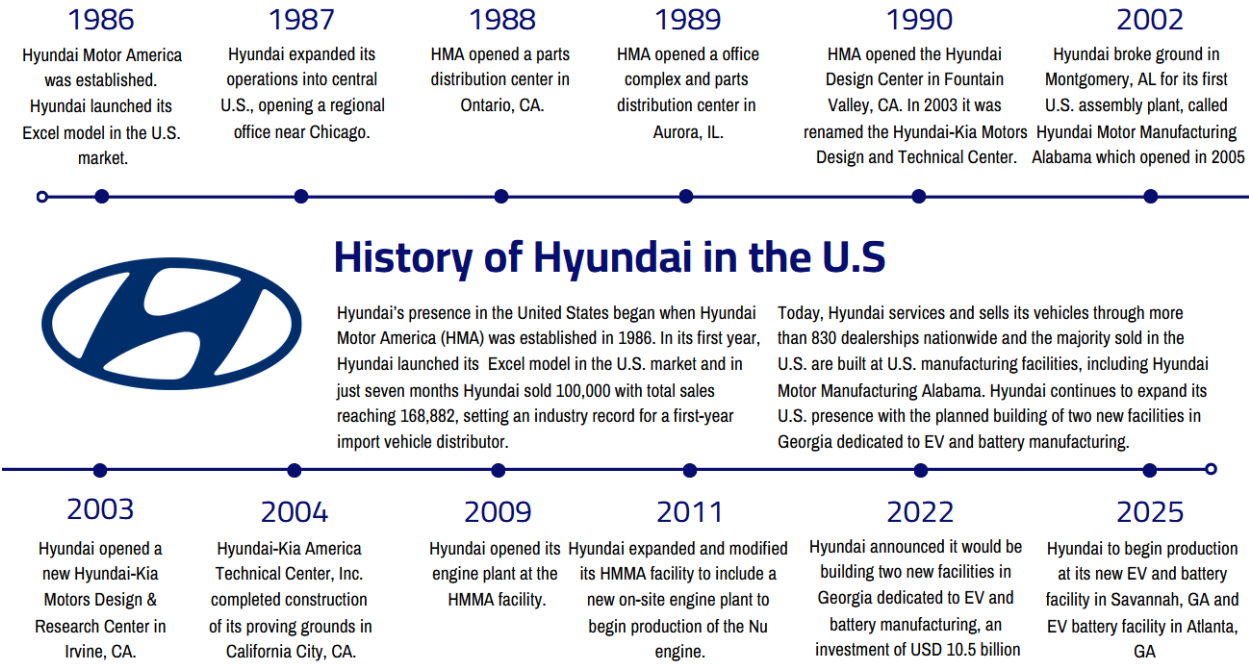 1986
Hyundai Motor America
was established.
Hyundai launched its
Excel model in the U.S.
market.
1987
Hyundai expanded its
operations into central
U.S., opening a regional
office near Chicago.
1988
HMA opened a parts
distribution center in
Ontario, CA.
1989
HMA opened a office
complex and parts
distribution center in
Aurora, IL.
1990
HMA opened the Hyundai
Design Center in Fountain
Valley, CA. In 2003 it was
renamed the Hyundai-Kia Motors
Design and Technical Center.
2002
Hyundai broke ground in
Montgomery, AL for its first
U.S. assembly plant, called
Hyundai Motor Manufacturing
Alabama which opened in 2005
History of Hyundai in the U.S
Hyundai's presence in the United States began when Hyundai
Motor America (HMA) was established in 1986. In its first year,
Hyundai launched its Excel model in the U.S. market and in
just seven months Hyundai sold 100,000 with total sales
reaching 168,882, setting an industry record for a first-year
import vehicle distributor.
Today, Hyundai services and sells its vehicles through more
than 830 dealerships nationwide and the majority sold in the
U.S. are built at U.S. manufacturing facilities, including Hyundai
Motor Manufacturing Alabama. Hyundai continues to expand its
U.S. presence with the planned building of two new facilities in
Georgia dedicated to EV and battery manufacturing.
2003
Hyundai opened a
new Hyundai-Kia
Motors Design &
Research Center in
Irvine, CA.
2004
Hyundai-Kia America
Technical Center, Inc.
completed construction
of its proving grounds in
California City, CA.
2009
Hyundai opened its
engine plant at the
HMMA facility.
2011
Hyundai expanded and modified
its HMMA facility to include a
new on-site engine plant to
begin production of the Nu
engine.
2022
Hyundai announced it would be
building two new facilities in
Georgia dedicated to EV and
battery manufacturing, an
investment of USD 10.5 billion
2025
Hyundai to begin production
at its new EV and battery
facility in Savannah, GA and
EV battery facility in Atlanta,
GA